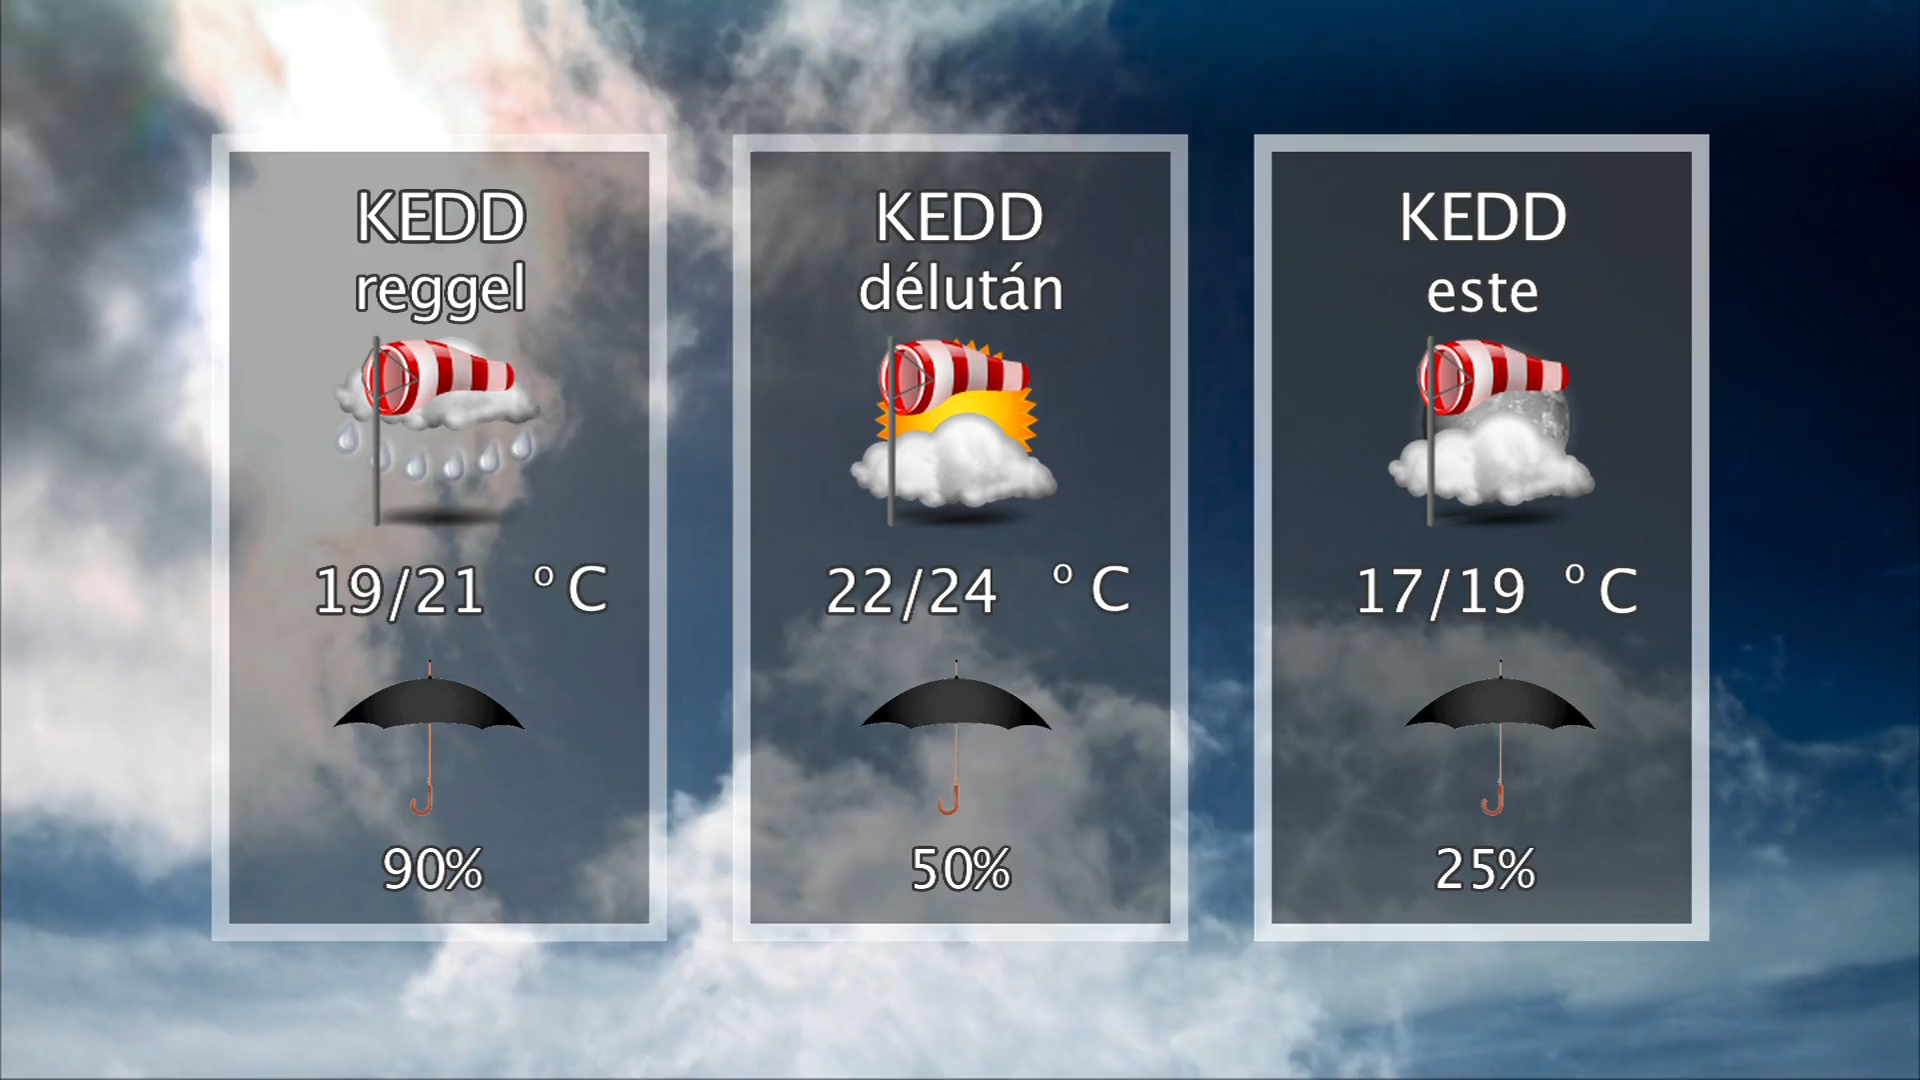 KEDD
reggel
19/21 °C
90%
KEDD
délután
22/24 °C
50%
KEDD
este
17/19 °C
25%